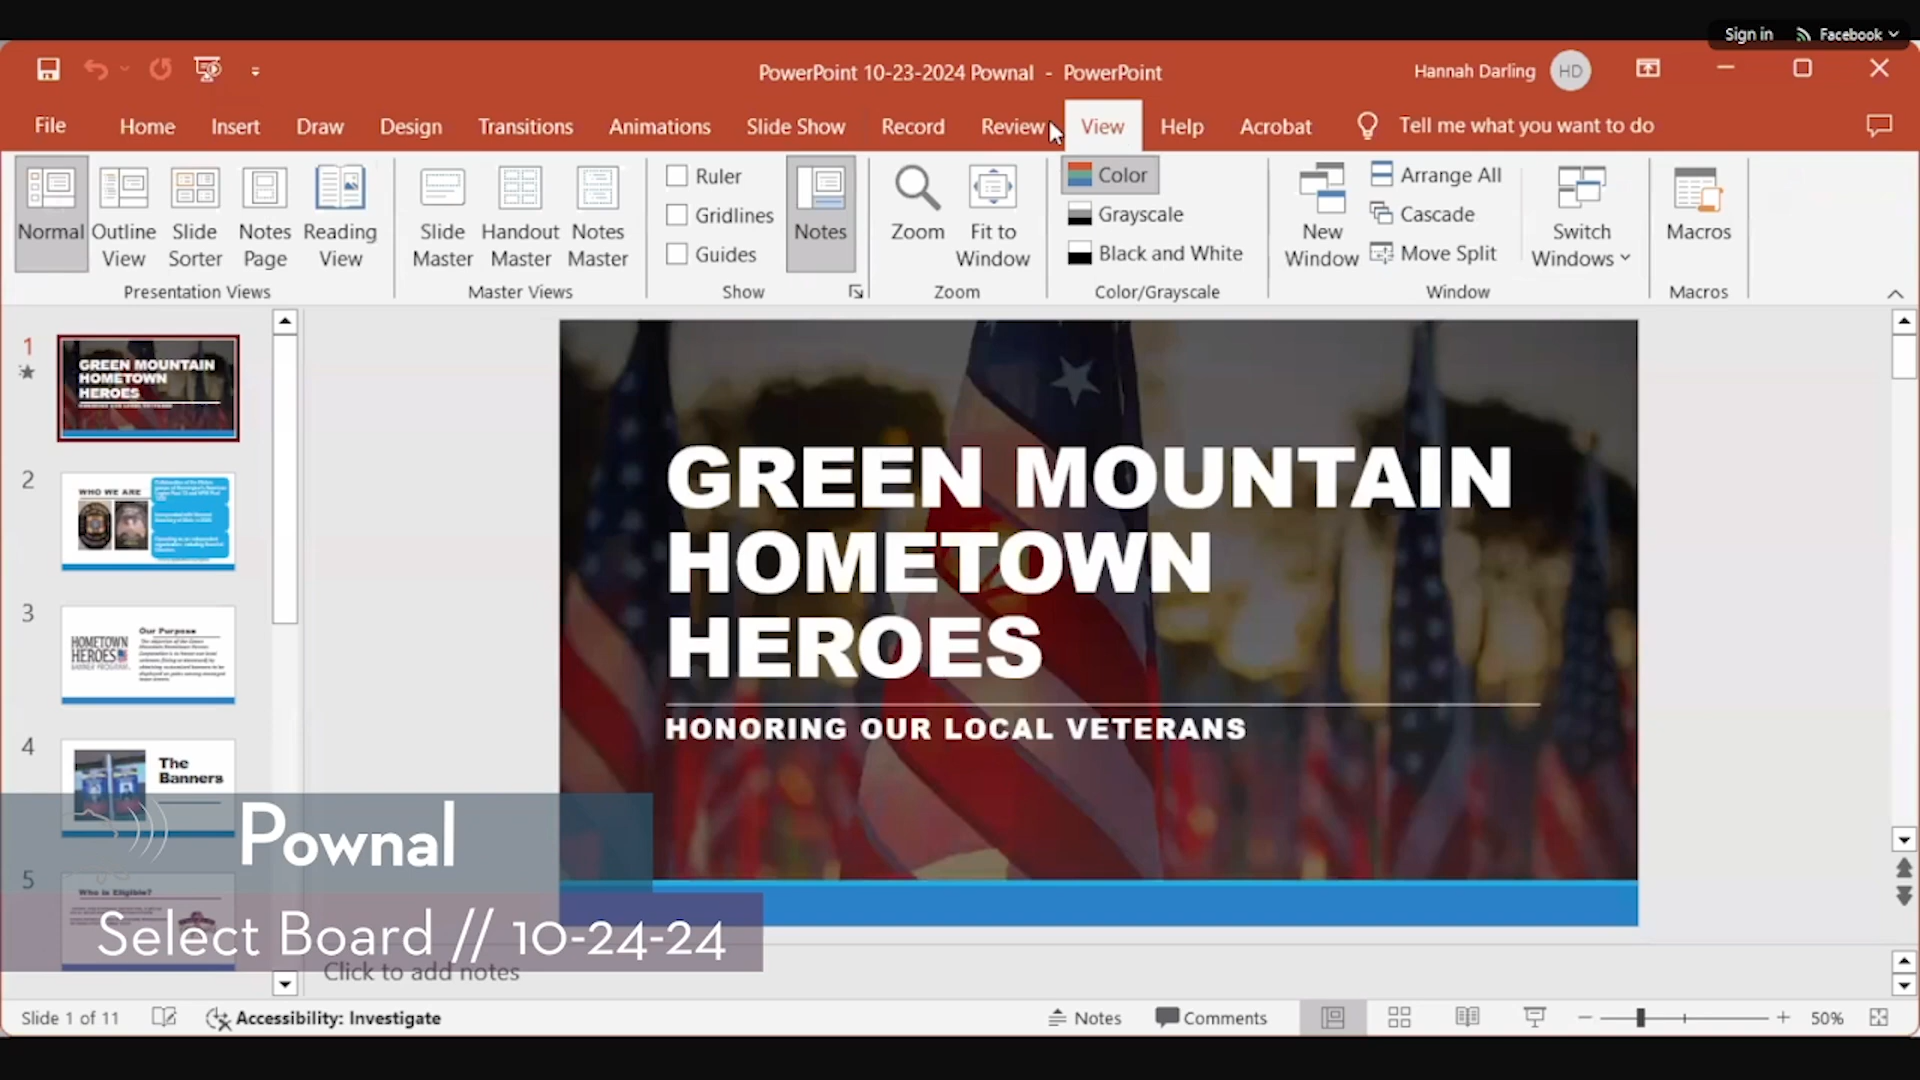 Sign in
Facebook
PowerPoint 10-23-2024 Pownal - PowerPoint
Hannah Darling
HD
File
Home
Insert
Draw
Design
Transitions
Animations
Slide Show
Record
Review
View
Help
Acrobat
Tell me what you want to do
Normal
Outline View
Slide Sorter
Notes Page
Reading View
Presentation Views
Slide Master
Handout Master
Notes Master
Master Views
Ruler
Gridlines
Guides
Notes
Show
Zoom
Fit to Window
Zoom
Color
Grayscale
Black and White
Color/Grayscale
New Window
Arrange All
Cascade
Move Split
Switch Windows
Window
Macros
Macros
1
GREEN MOUNTAIN
HOMETOWN
HEROES
2
WHO WE ARE
3
HOMETOWN
HEROES
Our Purpose
4
The
Banners
5
Who is Eligible?
GREEN MOUNTAIN
HOMETOWN
HEROES
HONORING OUR LOCAL VETERANS
Pownal
Select Board // 10-24-24
Click to add notes
Slide 1 of 11
Accessibility: Investigate
Notes
Comments
50%